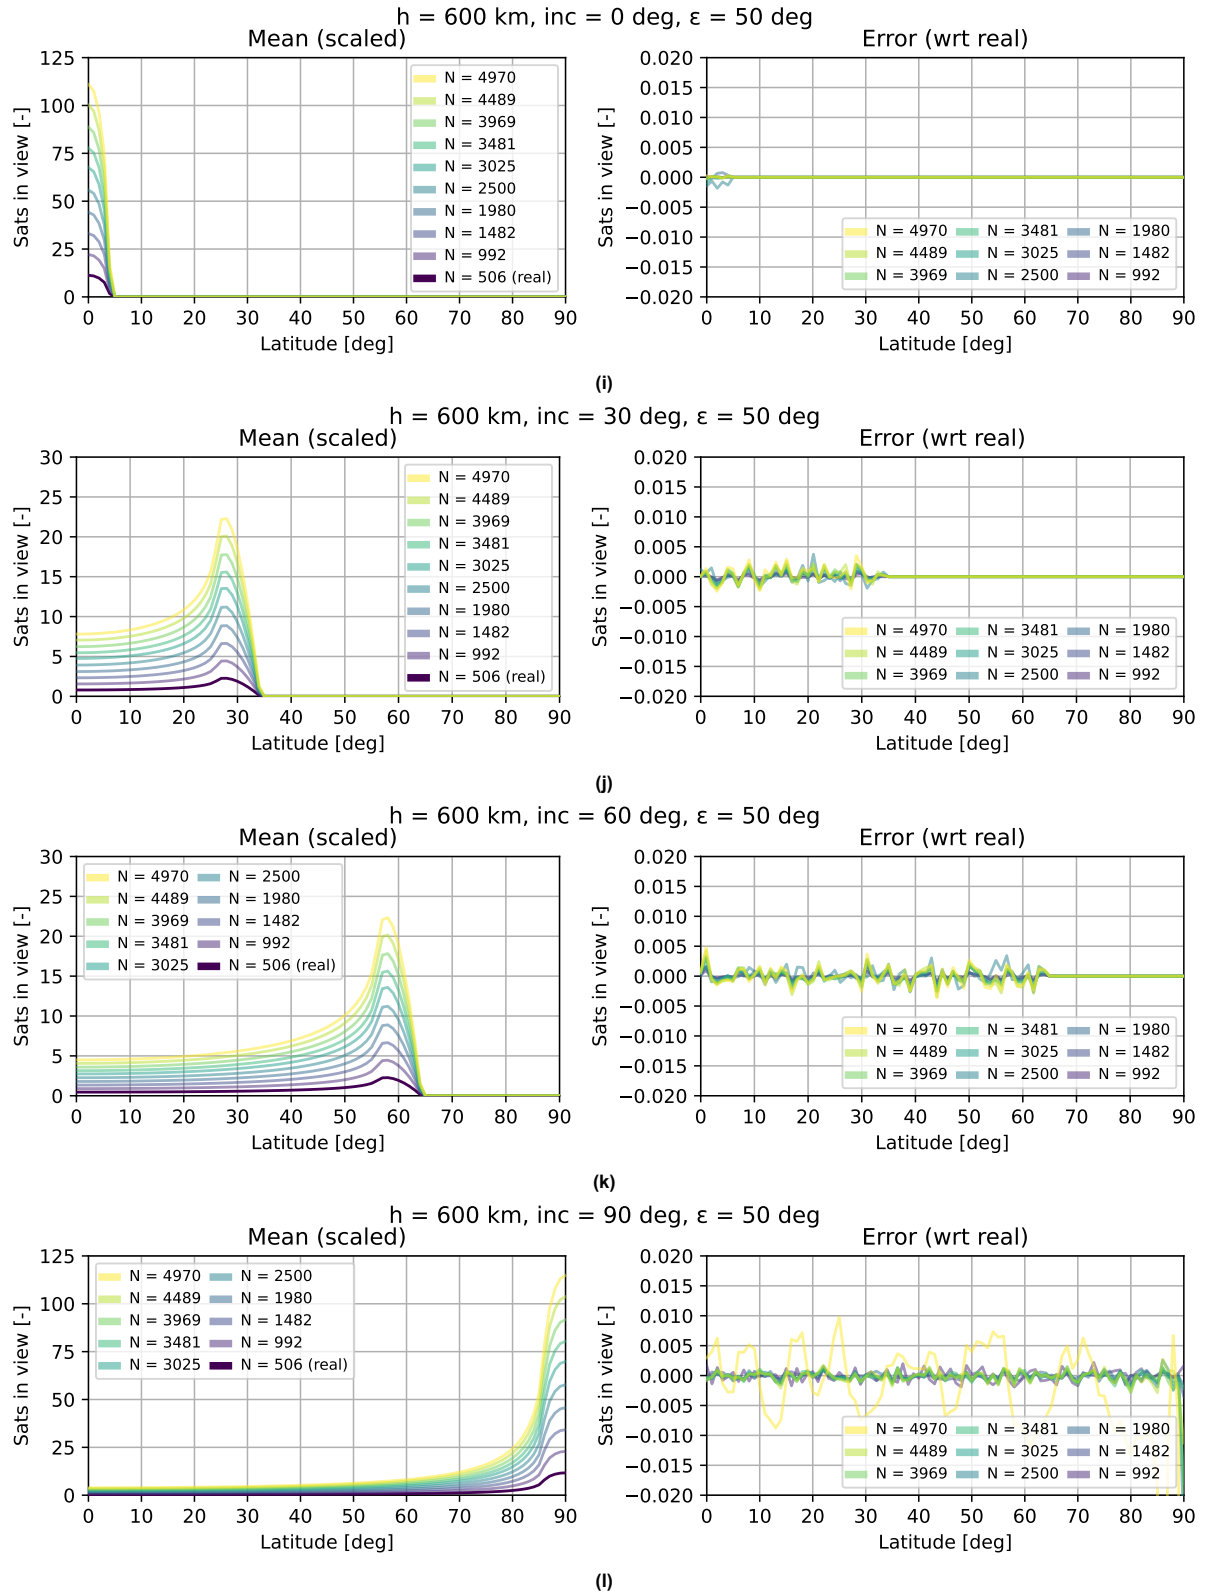 h = 600 km, inc = 0 deg, ε = 50 deg
Mean (scaled)
Sats in view [-]
125
100
75
50
25
0
N = 4970
N = 4489
N = 3969
N = 3481
N = 3025
N = 2500
N = 1980
N = 1482
N = 992
N = 506 (real)
0 10 20 30 40 50 60 70 80 90
Latitude [deg]
Error (wrt real)
Sats in view [-]
0.020
0.015
0.010
0.005
0.000
−0.005
−0.010
−0.015
−0.020
N = 4970 N = 3481 N = 1980
N = 4489 N = 3025 N = 1482
N = 3969 N = 2500 N = 992
0 10 20 30 40 50 60 70 80 90
Latitude [deg]
(i)
h = 600 km, inc = 30 deg, ε = 50 deg
Mean (scaled)
Sats in view [-]
30
25
20
15
10
5
0
N = 4970
N = 4489
N = 3969
N = 3481
N = 3025
N = 2500
N = 1980
N = 1482
N = 992
N = 506 (real)
0 10 20 30 40 50 60 70 80 90
Latitude [deg]
Error (wrt real)
Sats in view [-]
0.020
0.015
0.010
0.005
0.000
−0.005
−0.010
−0.015
−0.020
N = 4970 N = 3481 N = 1980
N = 4489 N = 3025 N = 1482
N = 3969 N = 2500 N = 992
0 10 20 30 40 50 60 70 80 90
Latitude [deg]
(j)
h = 600 km, inc = 60 deg, ε = 50 deg
Mean (scaled)
Sats in view [-]
30
25
20
15
10
5
0
N = 4970 N = 2500
N = 4489 N = 1980
N = 3969 N = 1482
N = 3481 N = 992
N = 3025 N = 506 (real)
0 10 20 30 40 50 60 70 80 90
Latitude [deg]
Error (wrt real)
Sats in view [-]
0.020
0.015
0.010
0.005
0.000
−0.005
−0.010
−0.015
−0.020
N = 4970 N = 3481 N = 1980
N = 4489 N = 3025 N = 1482
N = 3969 N = 2500 N = 992
0 10 20 30 40 50 60 70 80 90
Latitude [deg]
(k)
h = 600 km, inc = 90 deg, ε = 50 deg
Mean (scaled)
Sats in view [-]
125
100
75
50
25
0
N = 4970 N = 2500
N = 4489 N = 1980
N = 3969 N = 1482
N = 3481 N = 992
N = 3025 N = 506 (real)
0 10 20 30 40 50 60 70 80 90
Latitude [deg]
Error (wrt real)
Sats in view [-]
0.020
0.015
0.010
0.005
0.000
−0.005
−0.010
−0.015
−0.020
N = 4970 N = 3481 N = 1980
N = 4489 N = 3025 N = 1482
N = 3969 N = 2500 N = 992
0 10 20 30 40 50 60 70 80 90
Latitude [deg]
(l)